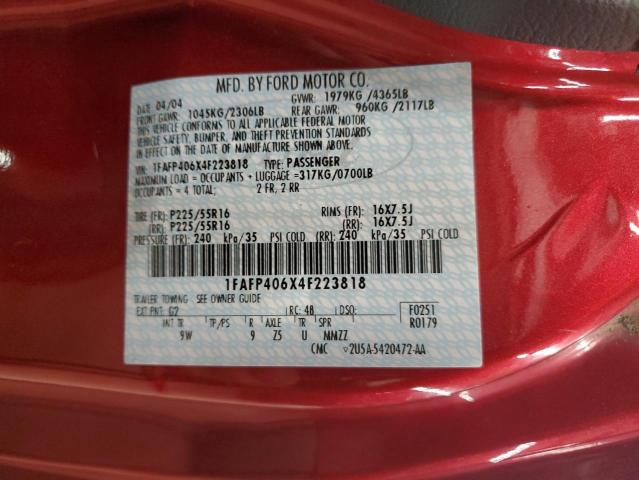 MFD. BY FORD MOTOR CO.
DATE: 04/04 GVWR: 1979KG /4365LB
FRONT GAWR: 1045KG/2306LB REAR GAWR: 960KG /2117LB
THIS VEHICLE CONFORMS TO ALL APPLICABLE FEDERAL MOTOR
VEHICLE SAFETY, BUMPER, AND THEFT PREVENTION STANDARDS
IN EFFECT ON THE DATE OF MANUFACTURE SHOWN ABOVE.
VIN: 1FAFP406X4F223818 TYPE: PASSENGER
MAXIMUM LOAD = OCCUPANTS + LUGGAGE =317KG/0700LB
OCCUPANTS = 4 TOTAL: 2 FR, 2 RR
TIRE (FR): P225/55R16 RIMS (FR): 16X7.5J
(RR): P225/55R16 (RR): 16X7.5J
PRESSURE (FR): 240 kPa/35 PSI COLD (RR): 240 kPa/35 PSI COLD
1FAFP406X4F223818
TRAILER TOWING - SEE OWNER GUIDE
EXT PNT: G2 RC: 48 DSO: F0251
R0179
INT TR TP/PS R AXLE TR SPR
9W 9 Z5 U MMZZ
CMC 2U5A-5420472-AA